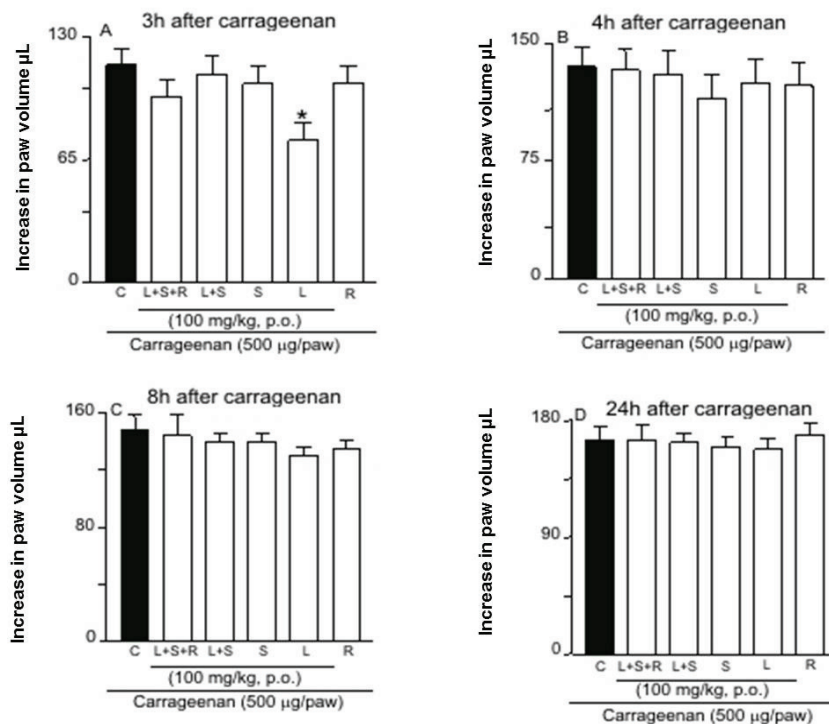 A
3h after carrageenan
Increase in paw volume µL
130
65
0
*
C L+S+R L+S S L R
(100 mg/kg, p.o.)
Carrageenan (500 µg/paw)
B
4h after carrageenan
Increase in paw volume µL
150
75
0
C L+S+R L+S S L R
(100 mg/kg, p.o.)
Carrageenan (500 µg/paw)
C
8h after carrageenan
Increase in paw volume µL
160
80
0
C L+S+R L+S S L R
(100 mg/kg, p.o.)
Carrageenan (500 µg/paw)
D
24h after carrageenan
Increase in paw volume µL
180
90
0
C L+S+R L+S S L R
(100 mg/kg, p.o.)
Carrageenan (500 µg/paw)